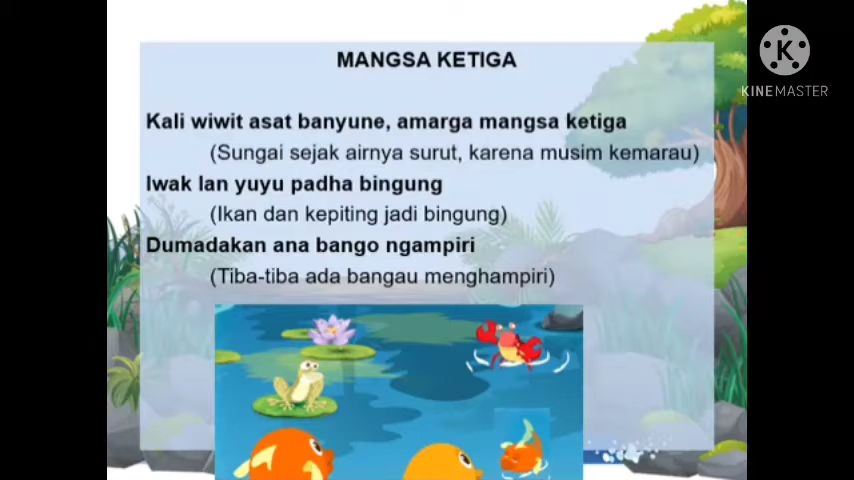 MANGSA KETIGA
Kali wiwit asat banyune, amarga mangsa ketiga
(Sungai sejak airnya surut, karena musim kemarau)
Iwak lan yuyu padha bingung
(Ikan dan kepiting jadi bingung)
Dumadakan ana bango ngampiri
(Tiba-tiba ada bangau menghampiri)
K
KINEMASTER